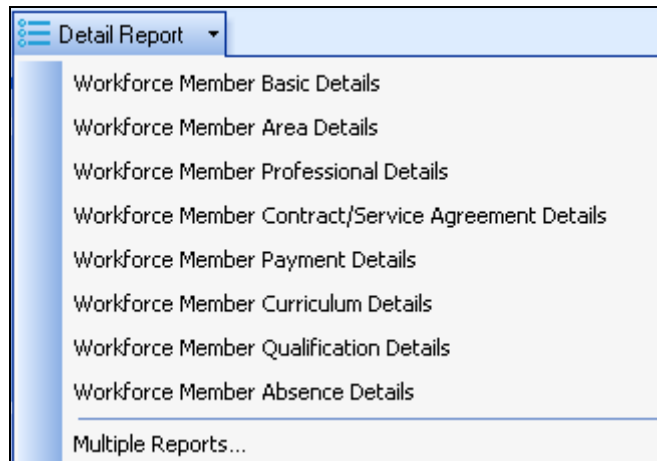 Detail Report
Workforce Member Basic Details
Workforce Member Area Details
Workforce Member Professional Details
Workforce Member Contract/Service Agreement Details
Workforce Member Payment Details
Workforce Member Curriculum Details
Workforce Member Qualification Details
Workforce Member Absence Details
Multiple Reports...